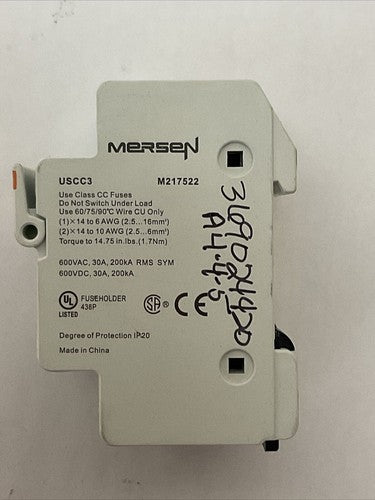 MERSEN
USCC3 M217522
Use Class CC Fuses
Do Not Switch Under Load
Use 60/75/90℃ Wire CU Only
(1)×14 to 6 AWG (2.5...16mm²)
(2)×14 to 10 AWG (2.5...6mm²)
Torque to 14.75 in.lbs.(1.7Nm)
600VAC, 30A, 200kA RMS SYM
600VDC, 30A, 200kA
UL LISTED
FUSEHOLDER
438P
SA CE
Degree of Protection IP20
Made in China
A4.4.5